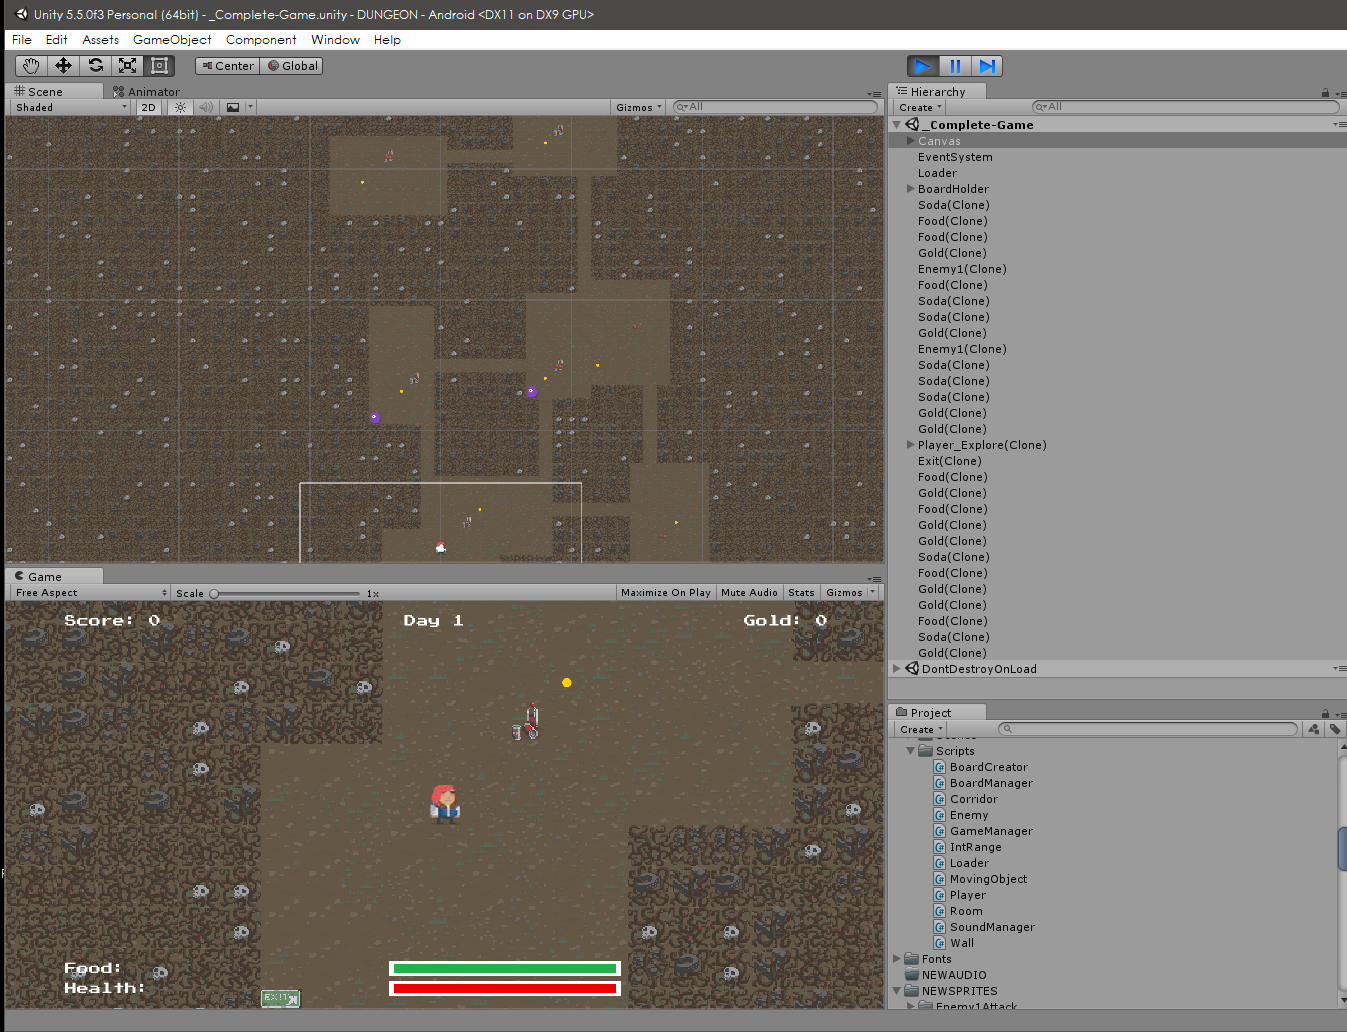 Unity 5.5.0f3 Personal (64bit) - _Complete-Game.unity - DUNGEON - Android <DX11 on DX9 GPU>
File Edit Assets GameObject Component Window Help
Center Global
Scene Animator
Shaded 2D Gizmos All
Hierarchy
Create All
_Complete-Game
Canvas
EventSystem
Loader
BoardHolder
Soda(Clone)
Food(Clone)
Food(Clone)
Gold(Clone)
Enemy1(Clone)
Food(Clone)
Soda(Clone)
Soda(Clone)
Gold(Clone)
Enemy1(Clone)
Soda(Clone)
Soda(Clone)
Soda(Clone)
Gold(Clone)
Gold(Clone)
Player_Explore(Clone)
Exit(Clone)
Food(Clone)
Gold(Clone)
Food(Clone)
Gold(Clone)
Gold(Clone)
Soda(Clone)
Food(Clone)
Gold(Clone)
Gold(Clone)
Food(Clone)
Soda(Clone)
Gold(Clone)
DontDestroyOnLoad
Game
Free Aspect Scale 1x Maximize On Play Mute Audio Stats Gizmos
Score: 0 Day 1 Gold: 0
Food:
Health:
EXIT
Project
Create
Scripts
BoardCreator
BoardManager
Corridor
Enemy
GameManager
IntRange
Loader
MovingObject
Player
Room
SoundManager
Wall
Fonts
NEWAUDIO
NEWSPRITES
Enemy1Attack